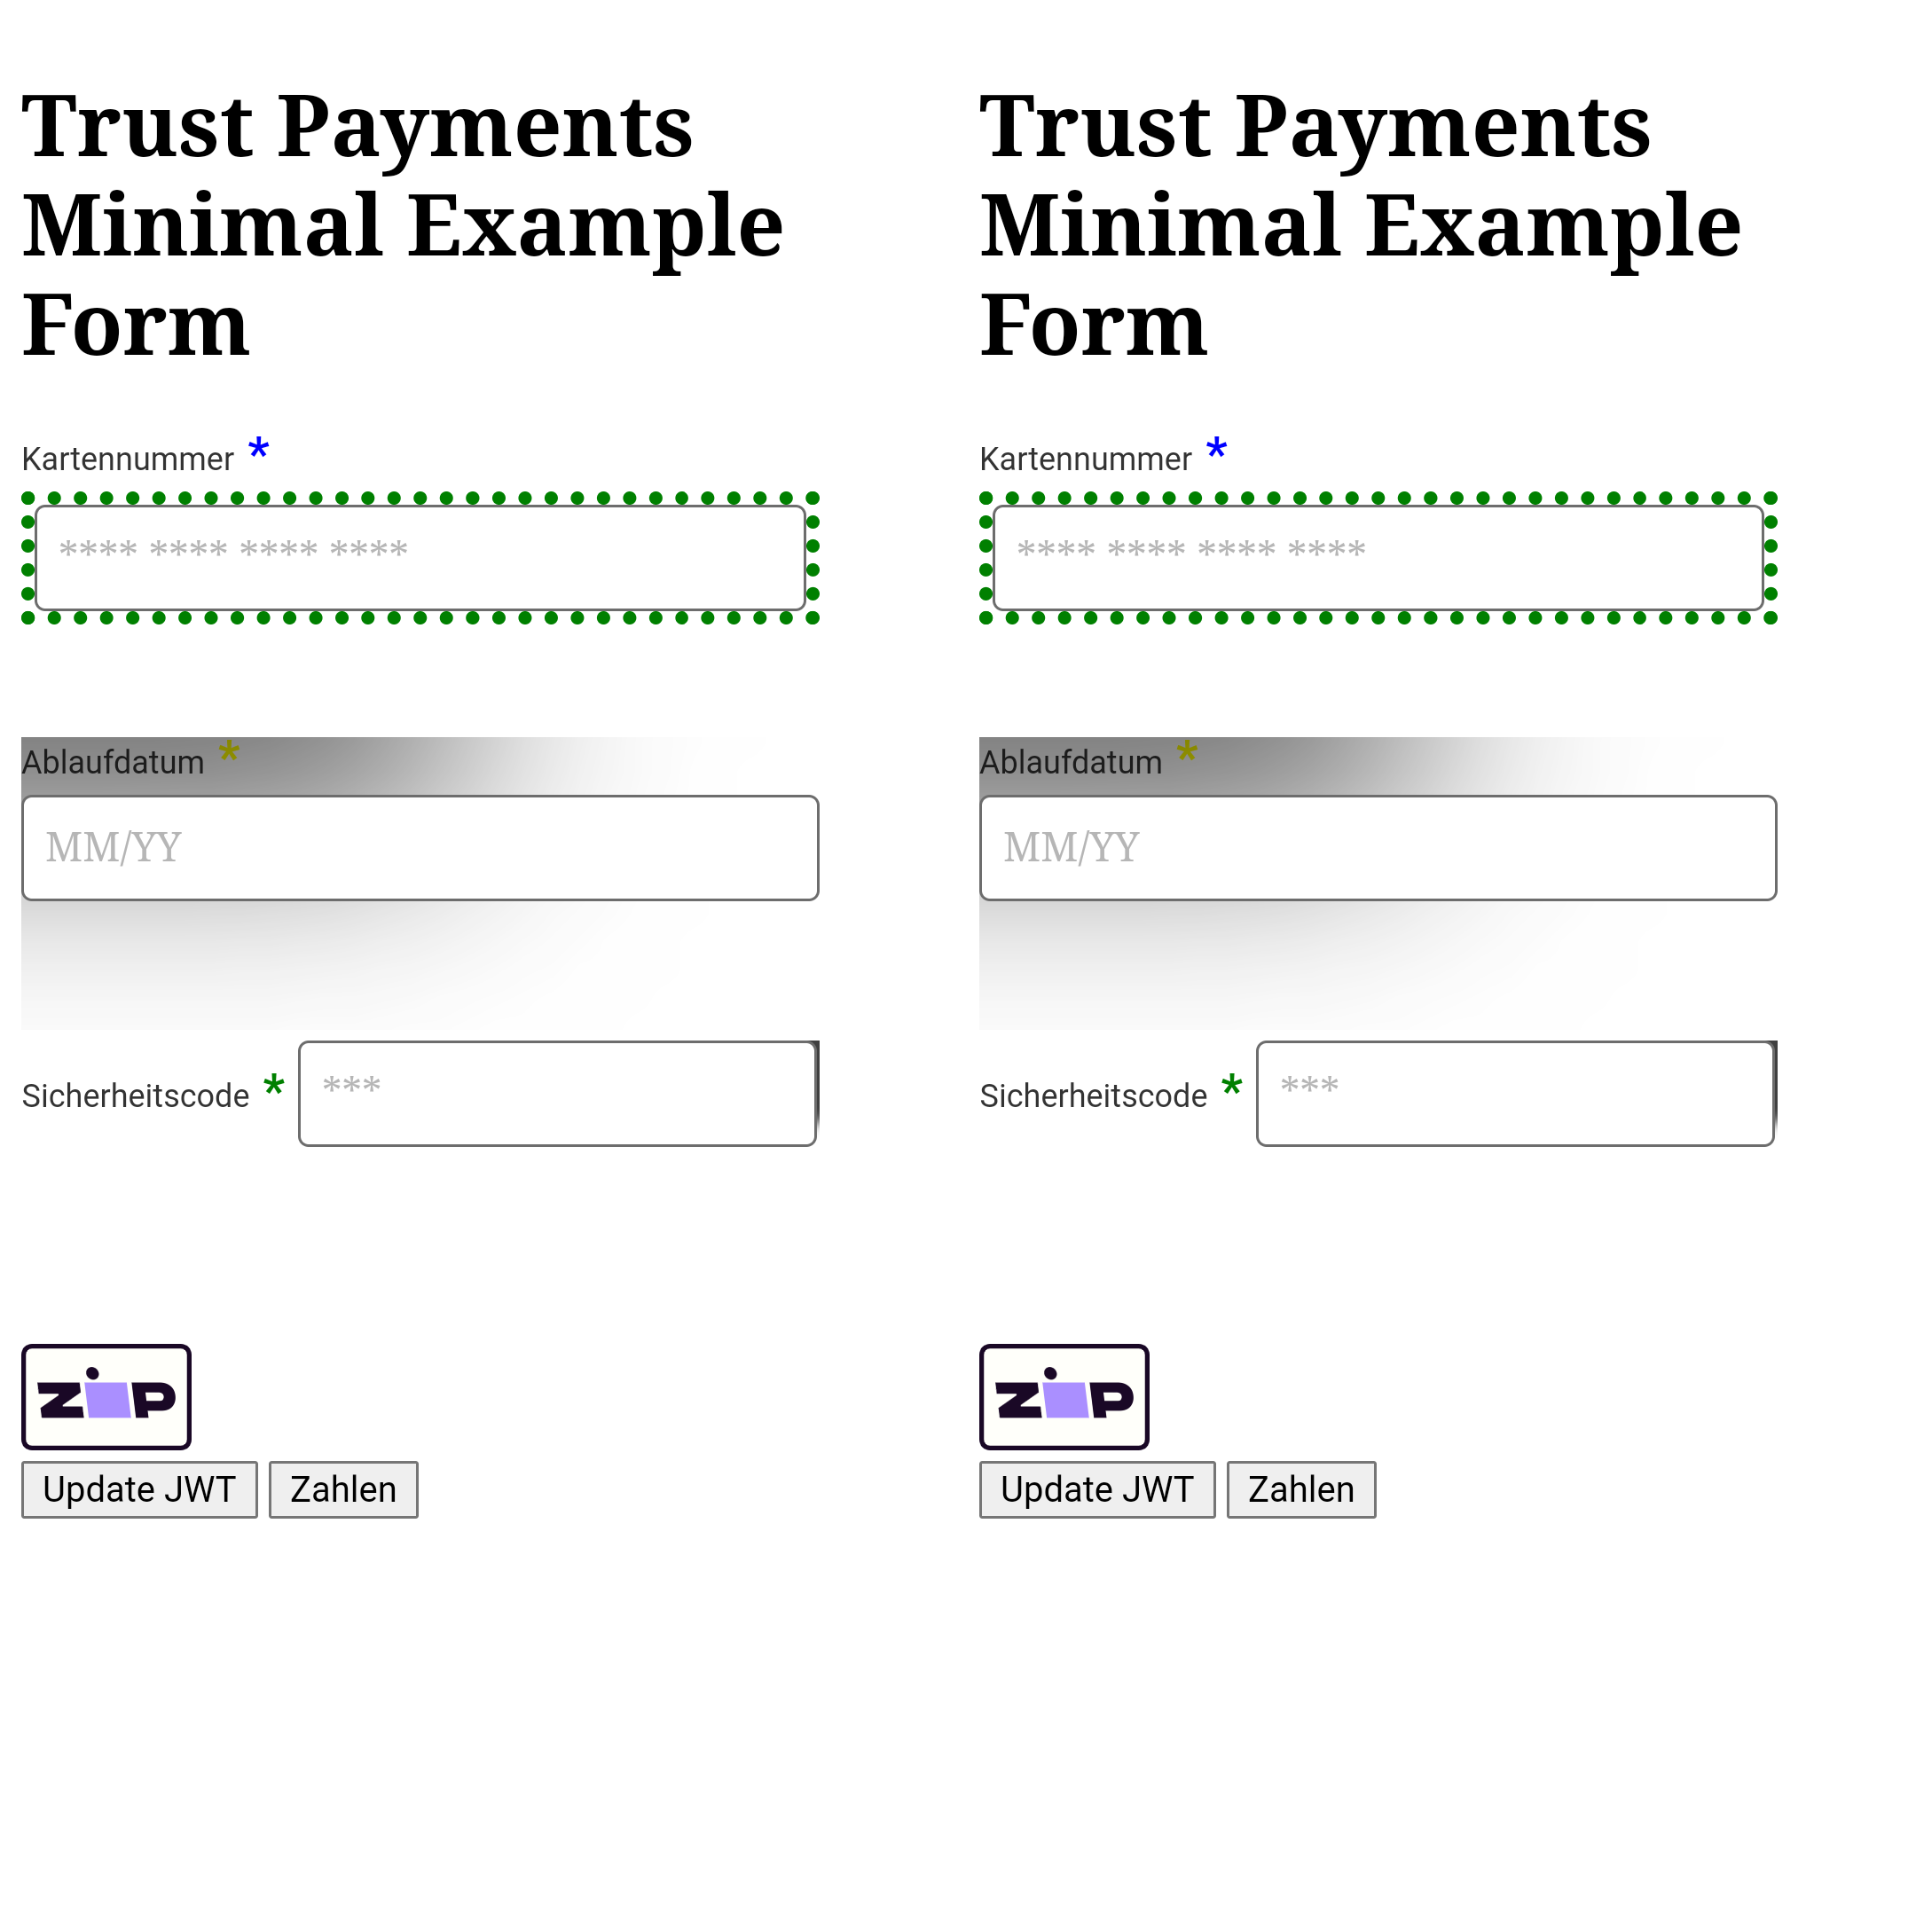 Trust Payments
Minimal Example
Form
Kartennummer *
**** **** **** ****
Ablaufdatum *
MM/YY
Sicherheitscode * ***
zip
Update JWT Zahlen
Trust Payments
Minimal Example
Form
Kartennummer *
**** **** **** ****
Ablaufdatum *
MM/YY
Sicherheitscode * ***
zip
Update JWT Zahlen